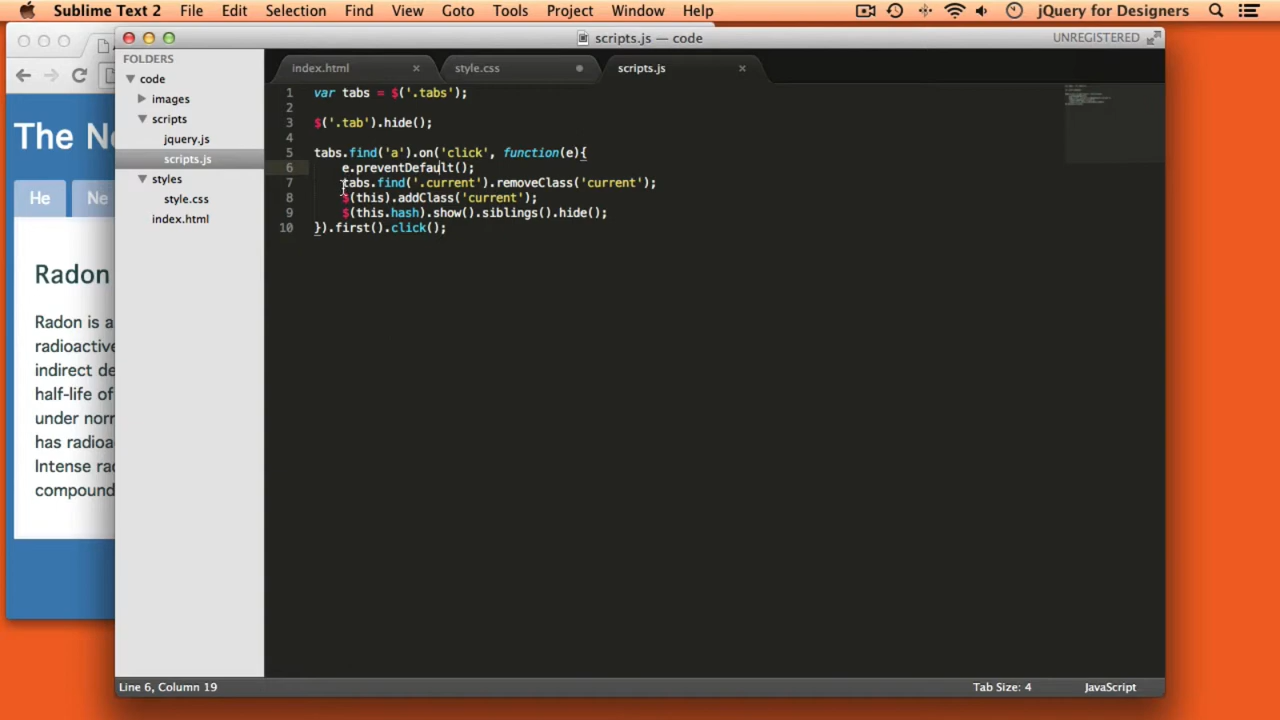 Sublime Text 2 File Edit Selection Find View Goto Tools Project Window Help jQuery for Designers
scripts.js — code
UNREGISTERED
FOLDERS
code
images
scripts
jquery.js
scripts.js
styles
style.css
index.html
index.html
style.css
scripts.js
1 var tabs = $('.tabs');
2
3 $('.tab').hide();
4
5 tabs.find('a').on('click', function(e){
6 e.preventDefault();
7 tabs.find('.current').removeClass('current');
8 $(this).addClass('current');
9 $(this.hash).show().siblings().hide();
10 }).first().click();
The
He
Ne
Radon
Radon is a
radioactive
indirect de
half-life of
under norr
has radioa
Intense rad
compound
Line 6, Column 19
Tab Size: 4
JavaScript